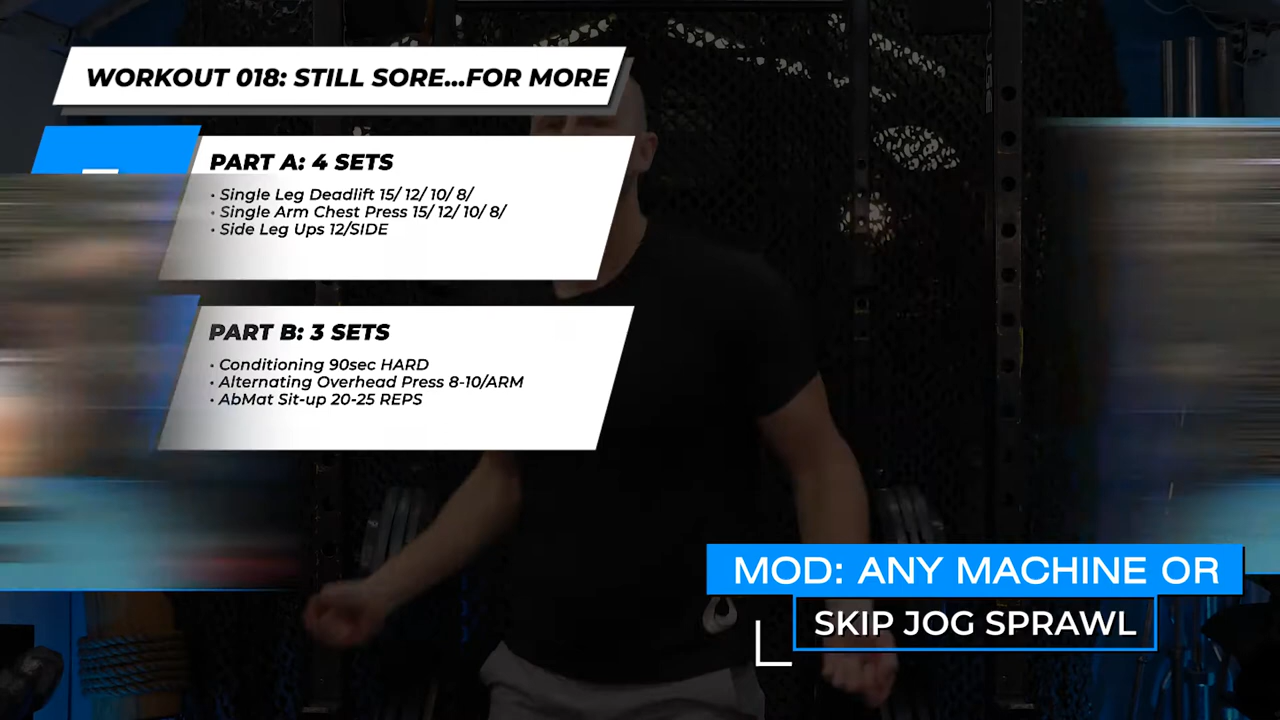 WORKOUT 018: STILL SORE...FOR MORE
PART A: 4 SETS
• Single Leg Deadlift 15/ 12/ 10/ 8/
• Single Arm Chest Press 15/ 12/ 10/ 8/
• Side Leg Ups 12/SIDE
PART B: 3 SETS
• Conditioning 90sec HARD
• Alternating Overhead Press 8-10/ARM
• AbMat Sit-up 20-25 REPS
MOD: ANY MACHINE OR
SKIP JOG SPRAWL